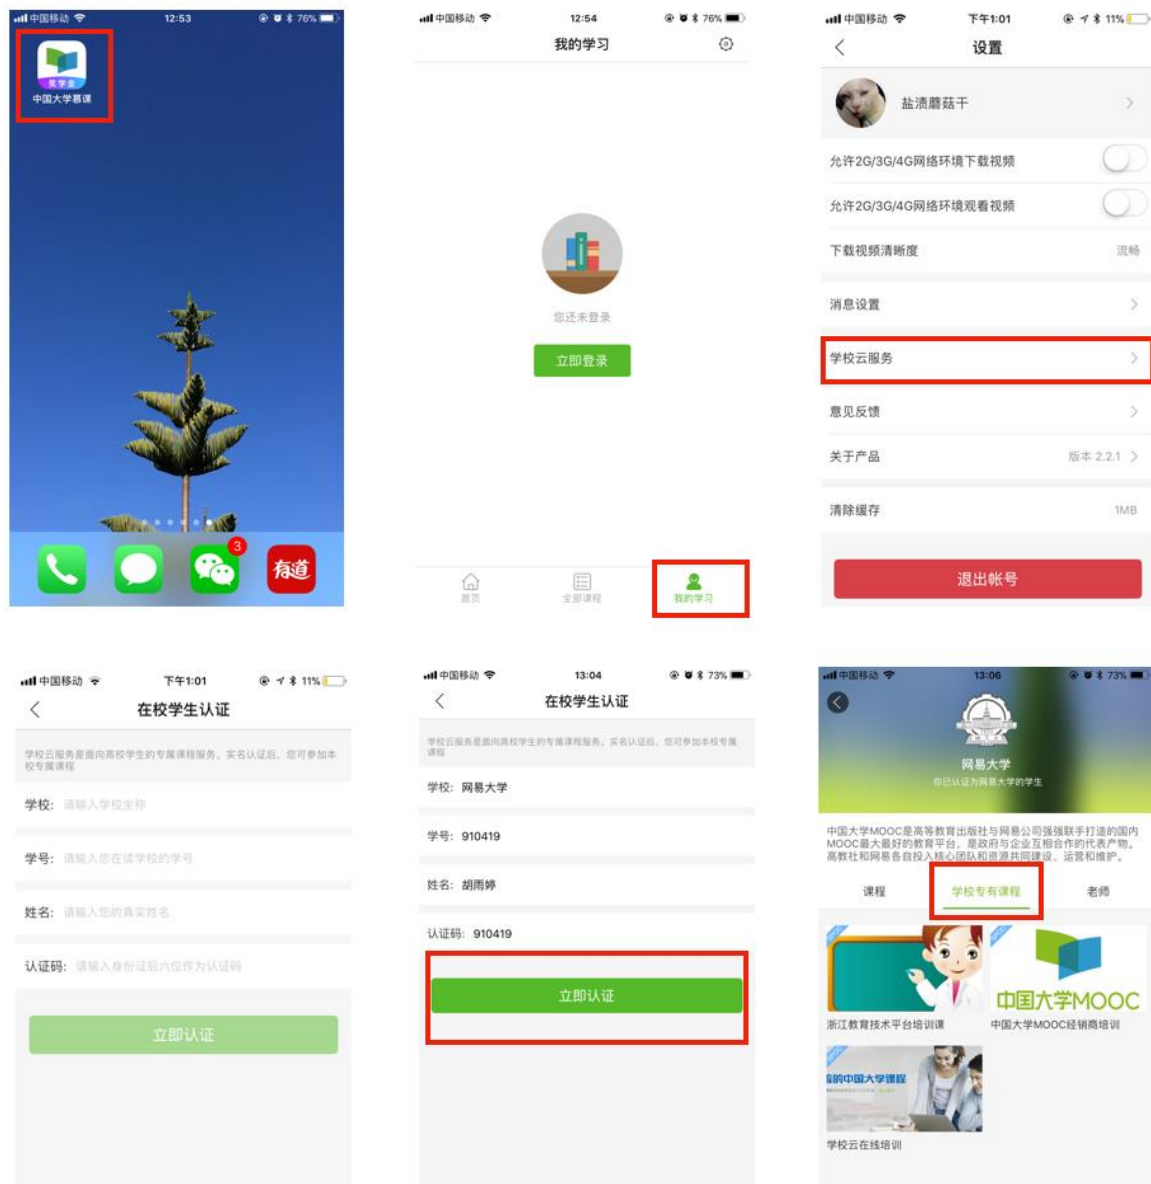 中国移动
12:53
76%
奖学金
中国大学慕课
3
有道
中国移动
12:54
76%
我的学习
您还未登录
立即登录
首页
全部课程
我的学习
中国移动
下午1:01
11%
设置
盐渍蘑菇干
允许2G/3G/4G网络环境下载视频
允许2G/3G/4G网络环境观看视频
下载视频清晰度
流畅
消息设置
学校云服务
意见反馈
关于产品
版本 2.2.1
清除缓存
1MB
退出帐号
中国移动
下午1:01
11%
在校学生认证
学校云服务是面向高校学生的专属课程服务。实名认证后，您可参加本
校专属课程
学校：请输入学校全称
学号：请输入您在读学校的学号
姓名：请输入您的真实姓名
认证码：请输入身份证后六位作为认证码
立即认证
中国移动
13:04
73%
在校学生认证
学校云服务是面向高校学生的专属课程服务。实名认证后，您可参加本校专属
课程
学校：网易大学
学号：910419
姓名：胡雨婷
认证码：910419
立即认证
中国移动
13:06
73%
网易大学
你已认证为网易大学的学生
中国大学MOOC是高等教育出版社与网易公司强强联手打造的国内
MOOC最大最好的教育平台，是政府与企业互相合作的代表产物。
高教社和网易各自投入核心团队和资源共同建设、运营和维护。
课程
学校专有课程
老师
中国大学MOOC
浙江教育技术平台培训课
中国大学MOOC经销商培训
的中国大学课程
学校云在线培训